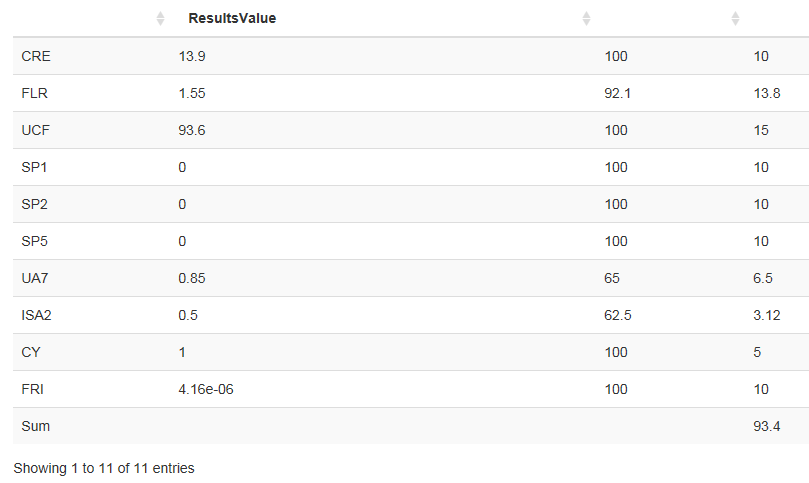 ResultsValue
CRE 13.9 100 10
FLR 1.55 92.1 13.8
UCF 93.6 100 15
SP1 0 100 10
SP2 0 100 10
SP5 0 100 10
UA7 0.85 65 6.5
ISA2 0.5 62.5 3.12
CY 1 100 5
FRI 4.16e-06 100 10
Sum 93.4
Showing 1 to 11 of 11 entries